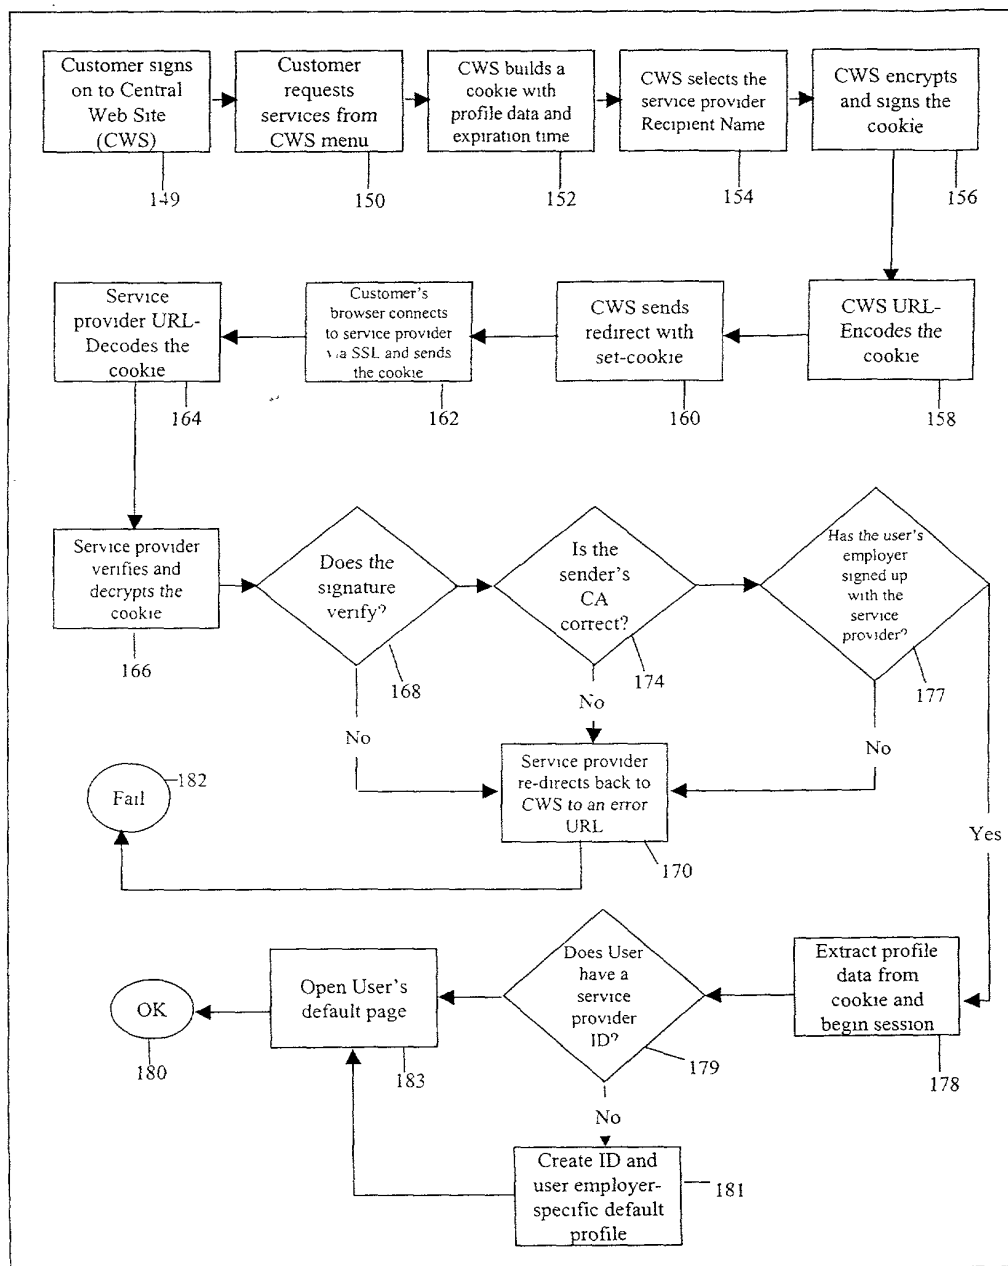 Customer signs
on to Central
Web Site
(CWS)
149
Customer
requests
services from
CWS menu
150
CWS builds a
cookie with
profile data and
expiration time
152
CWS selects the
service provider
Recipient Name
154
CWS encrypts
and signs the
cookie
156
Service
provider URL-
Decodes the
cookie
164
Customer's
browser connects
to service provider
via SSL and sends
the cookie
162
CWS sends
redirect with
set-cookie
160
CWS URL-
Encodes the
cookie
158
Service provider
verifies and
decrypts the
cookie
166
Does the
signature
verify?
168
Is the
sender's
CA
correct?
174
Has the user's
employer
signed up
with the
service
provider?
177
No
No
No
Fail
182
Service provider
re-directs back to
CWS to an error
URL
170
Yes
OK
180
Open User's
default page
183
Does User
have a
service
provider
ID?
179
Extract profile
data from
cookie and
begin session
178
No
Create ID and
user employer-
specific default
profile
181